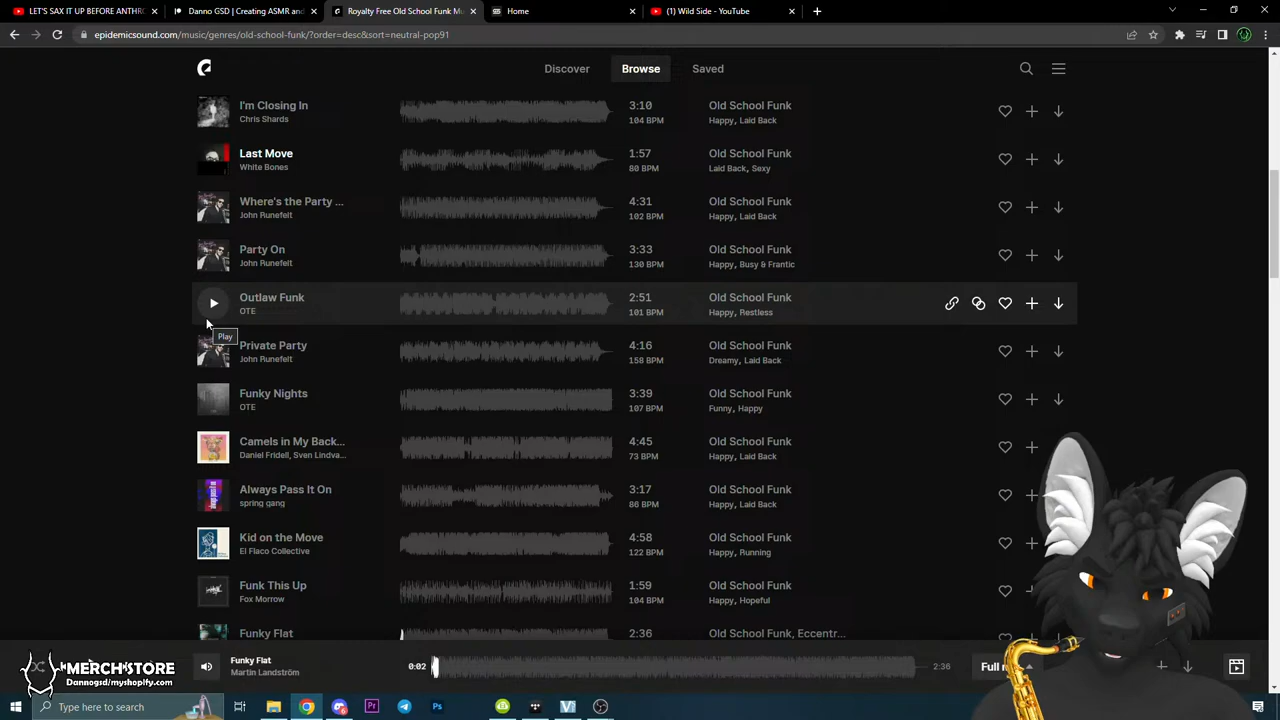 LET'S SAX IT UP BEFORE ANTHR
Danno GSD | Creating ASMR and
Royalty Free Old School Funk Mu
Home
(1) Wild Side - YouTube
epidemicsound.com/music/genres/old-school-funk/?order=desc&sort=neutral-pop91
Discover
Browse
Saved
I'm Closing In
Chris Shards
3:10
104 BPM
Old School Funk
Happy, Laid Back
Last Move
White Bones
1:57
80 BPM
Old School Funk
Laid Back, Sexy
Where's the Party ...
John Runefelt
4:31
102 BPM
Old School Funk
Happy, Laid Back
Party On
John Runefelt
3:33
130 BPM
Old School Funk
Happy, Busy & Frantic
Outlaw Funk
OTE
2:51
101 BPM
Old School Funk
Happy, Restless
Play
Private Party
John Runefelt
4:16
158 BPM
Old School Funk
Dreamy, Laid Back
Funky Nights
OTE
3:39
107 BPM
Old School Funk
Funny, Happy
Camels in My Back...
Daniel Fridell, Sven Lindva...
4:45
73 BPM
Old School Funk
Happy, Laid Back
Always Pass It On
spring gang
3:17
86 BPM
Old School Funk
Happy, Laid Back
Kid on the Move
El Flaco Collective
4:58
122 BPM
Old School Funk
Happy, Running
Funk This Up
Fox Morrow
1:59
104 BPM
Old School Funk
Happy, Hopeful
Funky Flat
2:36
Old School Funk, Eccentr...
Funky Flat
Martin Landström
0:02
2:36
Full
MERCH STORE
Dannogsd/myshopify.com
Type here to search